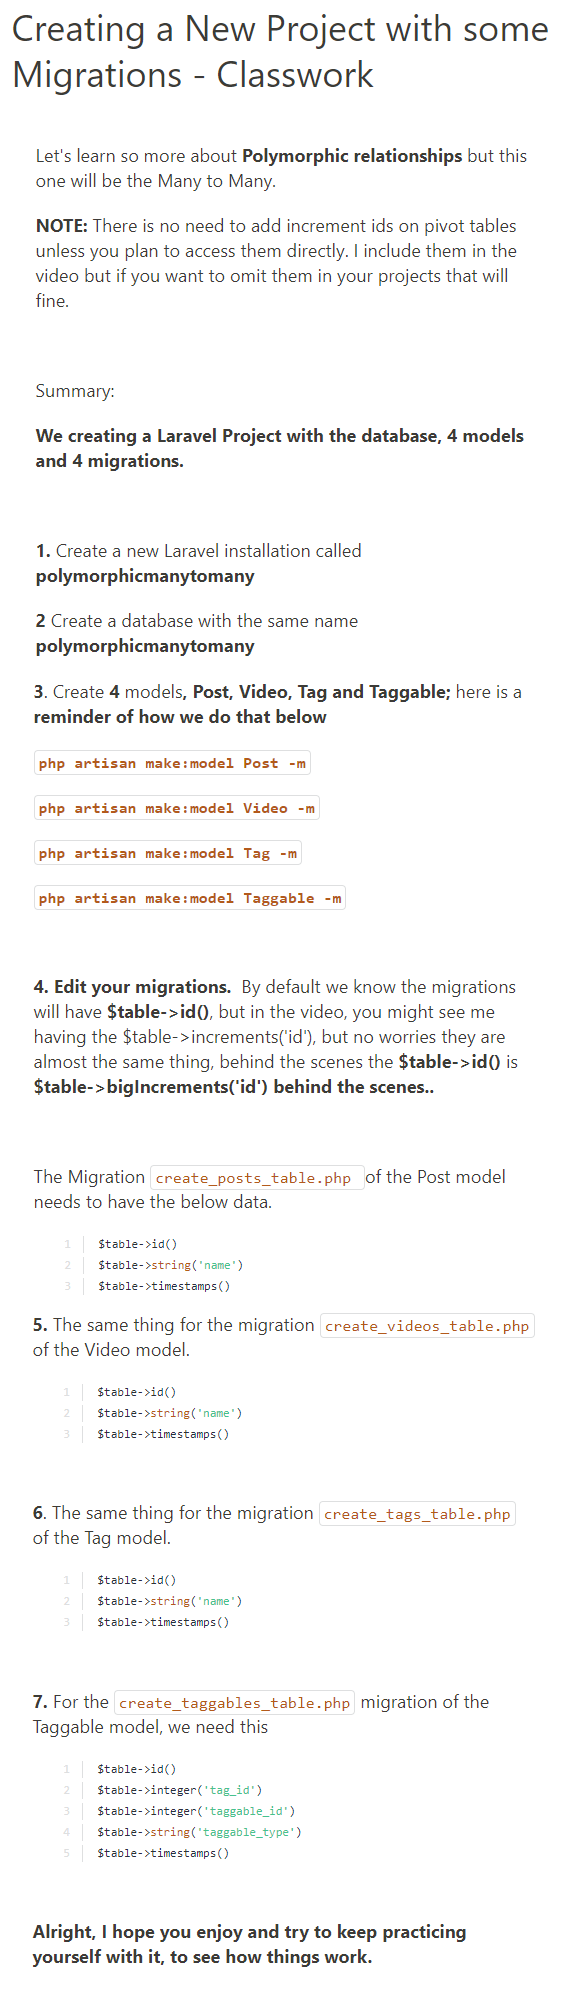 Creating a New Project with some
Migrations - Classwork
Let's learn so more about Polymorphic relationships but this
one will be the Many to Many.
NOTE: There is no need to add increment ids on pivot tables
unless you plan to access them directly. I include them in the
video but if you want to omit them in your projects that will
fine.
Summary:
We creating a Laravel Project with the database, 4 models
and 4 migrations.
1. Create a new Laravel installation called
polymorphicmanytomany
2 Create a database with the same name
polymorphicmanytomany
3. Create 4 models, Post, Video, Tag and Taggable; here is a
reminder of how we do that below
php artisan make:model Post -m
php artisan make:model Video -m
php artisan make:model Tag -m
php artisan make:model Taggable -m
4. Edit your migrations.  By default we know the migrations
will have $table->id(), but in the video, you might see me
having the $table->increments('id'), but no worries they are
almost the same thing, behind the scenes the $table->id() is
$table->bigIncrements('id') behind the scenes..
The Migration create_posts_table.php of the Post model
needs to have the below data.
1 $table->id()
2 $table->string('name')
3 $table->timestamps()
5. The same thing for the migration create_videos_table.php
of the Video model.
1 $table->id()
2 $table->string('name')
3 $table->timestamps()
6. The same thing for the migration create_tags_table.php
of the Tag model.
1 $table->id()
2 $table->string('name')
3 $table->timestamps()
7. For the create_taggables_table.php migration of the
Taggable model, we need this
1 $table->id()
2 $table->integer('tag_id')
3 $table->integer('taggable_id')
4 $table->string('taggable_type')
5 $table->timestamps()
Alright, I hope you enjoy and try to keep practicing
yourself with it, to see how things work.